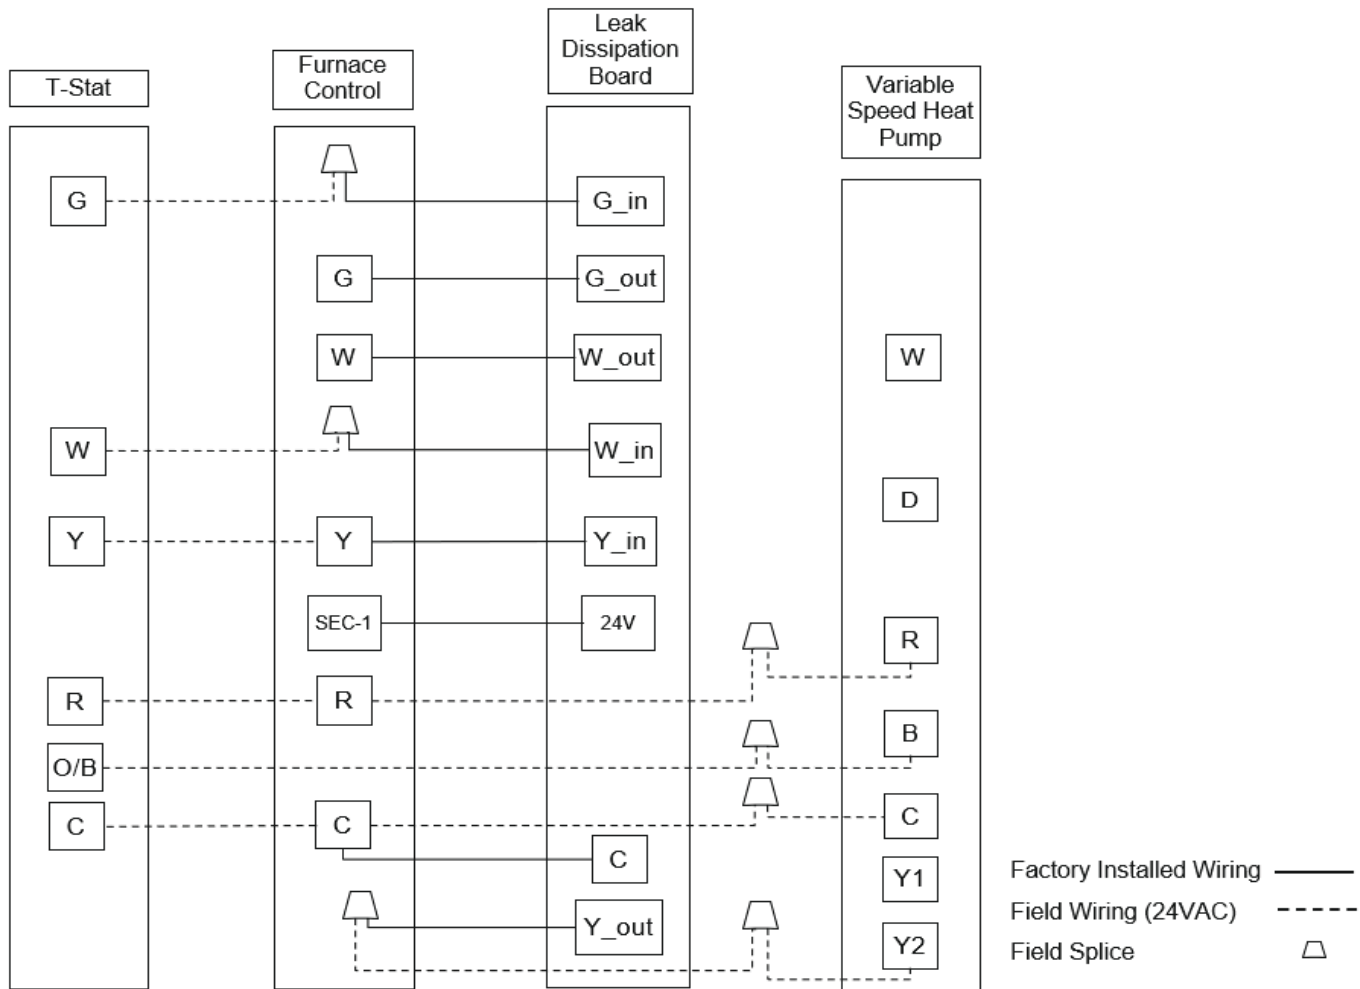 T-Stat
Furnace
Control
Leak
Dissipation
Board
Variable
Speed Heat
Pump
G
G_in
G
G_out
W
W_out
W
W
W_in
D
Y
Y
Y_in
SEC-1
24V
R
R
R
B
O/B
C
C
C
C
Y1
Y_out
Y2
Factory Installed Wiring
Field Wiring (24VAC)
Field Splice